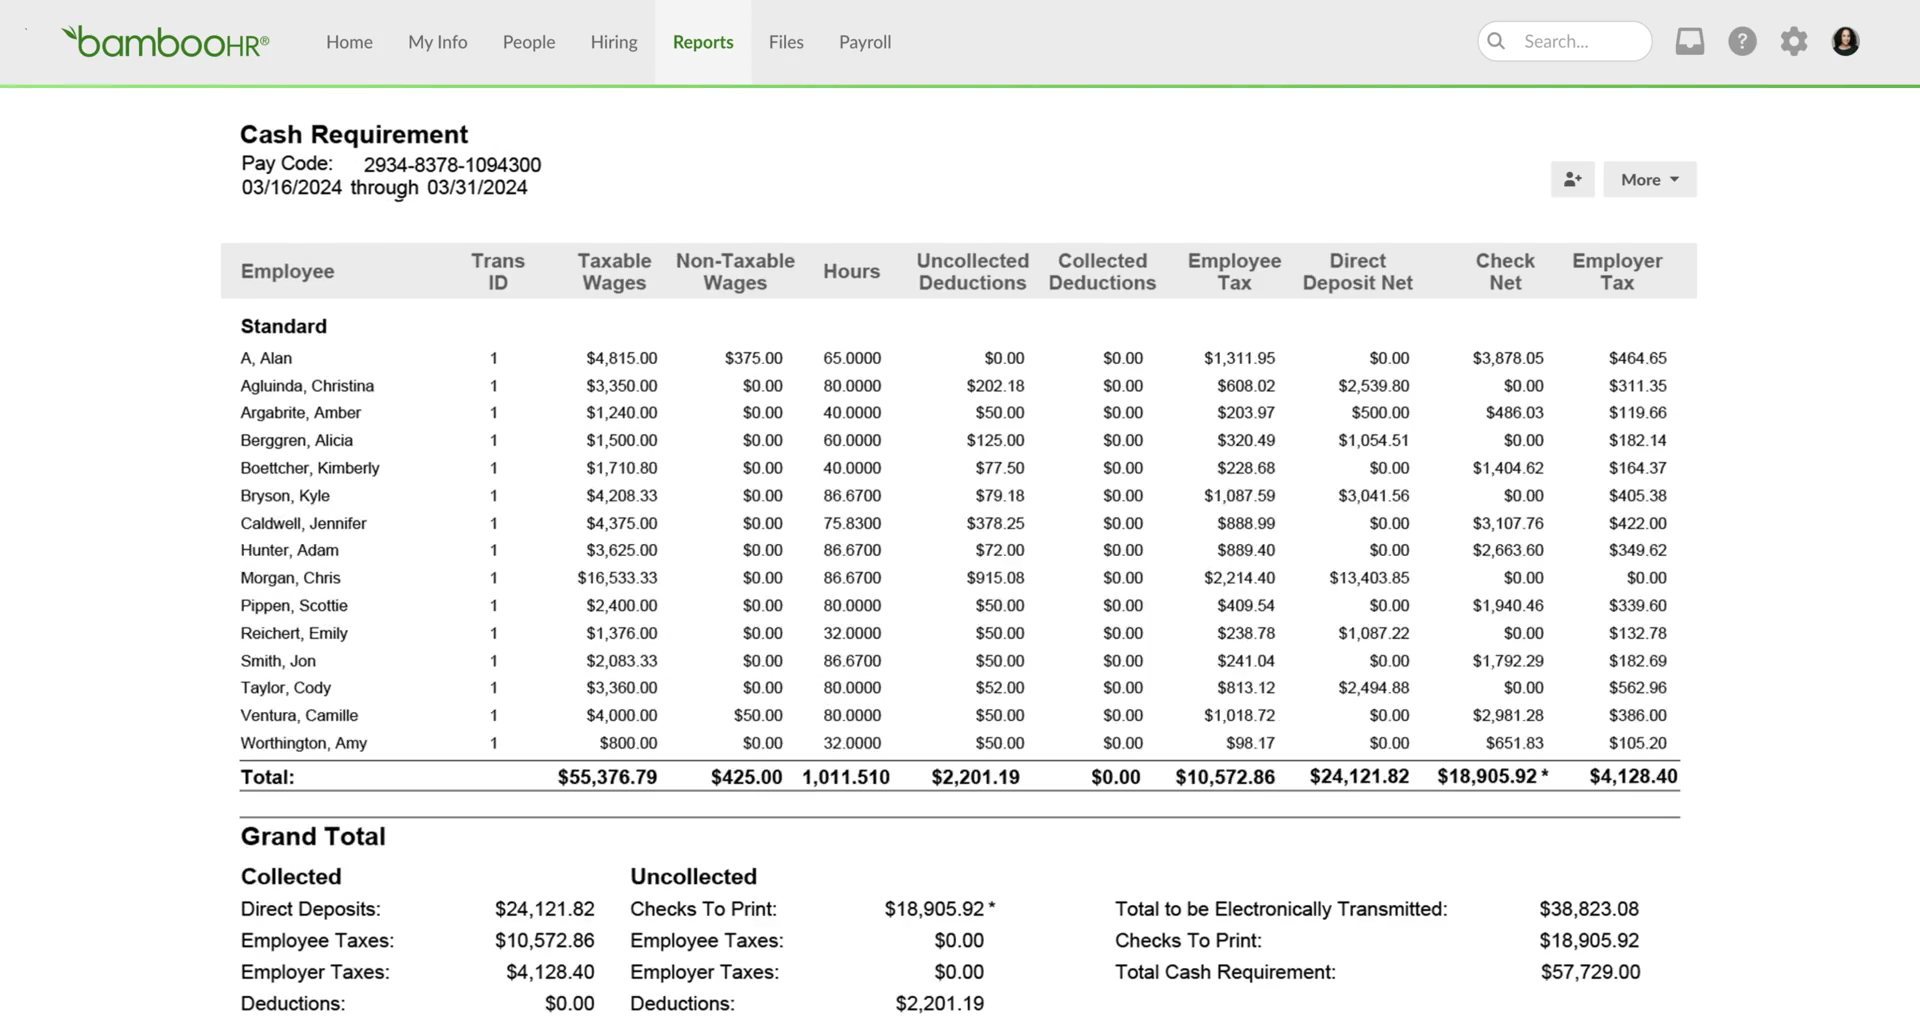 bambooHR® Home My Info People Hiring Reports Files Payroll Search... ?
Cash Requirement
Pay Code: 2934-8378-1094300
03/16/2024 through 03/31/2024
More
Employee Trans ID Taxable Wages Non-Taxable Wages Hours Uncollected Deductions Collected Deductions Employee Tax Direct Deposit Net Check Net Employer Tax
Standard
A, Alan 1 $4,815.00 $375.00 65.0000 $0.00 $0.00 $1,311.95 $0.00 $3,878.05 $464.65
Agluinda, Christina 1 $3,350.00 $0.00 80.0000 $202.18 $0.00 $608.02 $2,539.80 $0.00 $311.35
Argabrite, Amber 1 $1,240.00 $0.00 40.0000 $50.00 $0.00 $203.97 $500.00 $486.03 $119.66
Berggren, Alicia 1 $1,500.00 $0.00 60.0000 $125.00 $0.00 $320.49 $1,054.51 $0.00 $182.14
Boettcher, Kimberly 1 $1,710.80 $0.00 40.0000 $77.50 $0.00 $228.68 $0.00 $1,404.62 $164.37
Bryson, Kyle 1 $4,208.33 $0.00 86.6700 $79.18 $0.00 $1,087.59 $3,041.56 $0.00 $405.38
Caldwell, Jennifer 1 $4,375.00 $0.00 75.8300 $378.25 $0.00 $888.99 $0.00 $3,107.76 $422.00
Hunter, Adam 1 $3,625.00 $0.00 86.6700 $72.00 $0.00 $889.40 $0.00 $2,663.60 $349.62
Morgan, Chris 1 $16,533.33 $0.00 86.6700 $915.08 $0.00 $2,214.40 $13,403.85 $0.00 $0.00
Pippen, Scottie 1 $2,400.00 $0.00 80.0000 $50.00 $0.00 $409.54 $0.00 $1,940.46 $339.60
Reichert, Emily 1 $1,376.00 $0.00 32.0000 $50.00 $0.00 $238.78 $1,087.22 $0.00 $132.78
Smith, Jon 1 $2,083.33 $0.00 86.6700 $50.00 $0.00 $241.04 $0.00 $1,792.29 $182.69
Taylor, Cody 1 $3,360.00 $0.00 80.0000 $52.00 $0.00 $813.12 $2,494.88 $0.00 $562.96
Ventura, Camille 1 $4,000.00 $50.00 80.0000 $50.00 $0.00 $1,018.72 $0.00 $2,981.28 $386.00
Worthington, Amy 1 $800.00 $0.00 32.0000 $50.00 $0.00 $98.17 $0.00 $651.83 $105.20
Total: $55,376.79 $425.00 1,011.510 $2,201.19 $0.00 $10,572.86 $24,121.82 $18,905.92 * $4,128.40
Grand Total
Collected Uncollected
Direct Deposits: $24,121.82 Checks To Print: $18,905.92 * Total to be Electronically Transmitted: $38,823.08
Employee Taxes: $10,572.86 Employee Taxes: $0.00 Checks To Print: $18,905.92
Employer Taxes: $4,128.40 Employer Taxes: $0.00 Total Cash Requirement: $57,729.00
Deductions: $0.00 Deductions: $2,201.19